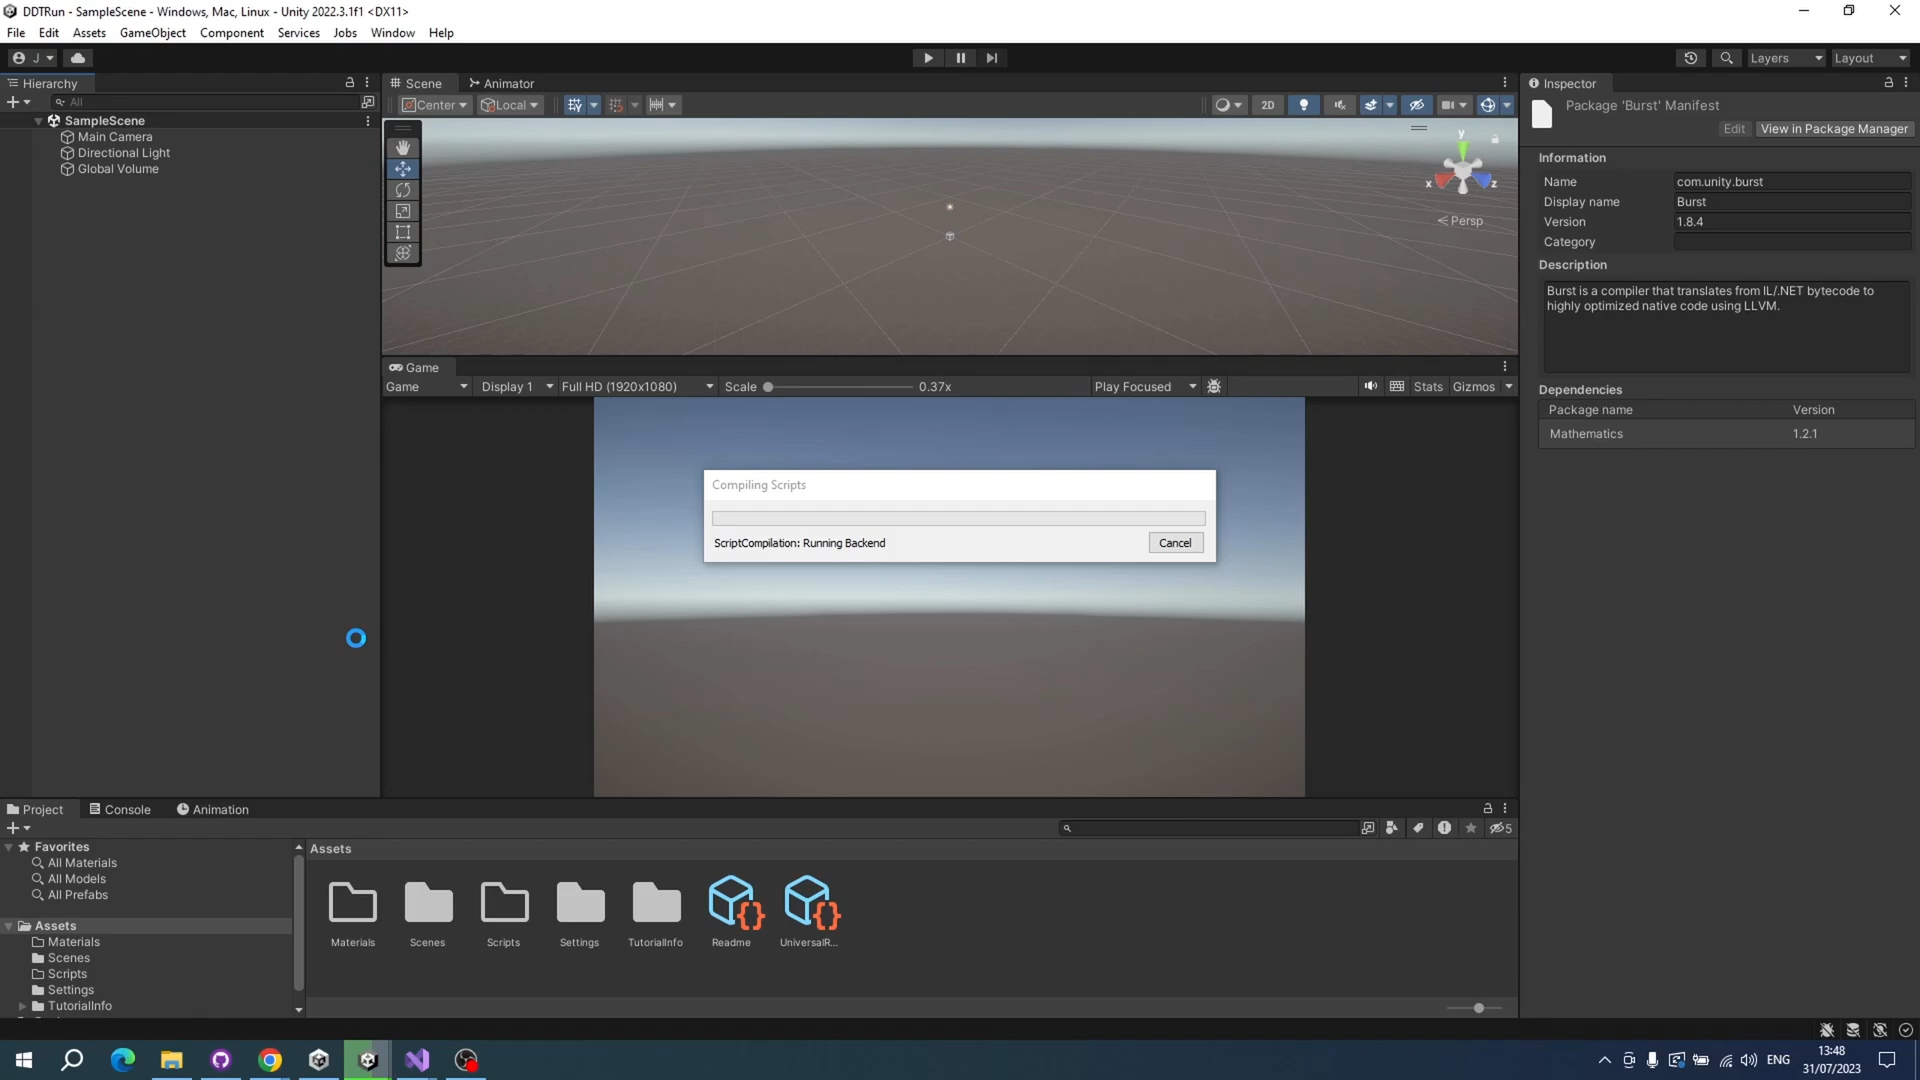 DDTRun - SampleScene - Windows, Mac, Linux - Unity 2022.3.1f1 <DX11>
File Edit Assets GameObject Component Services Jobs Window Help
J Layers Layout
Hierarchy
All
SampleScene
Main Camera
Directional Light
Global Volume
Scene Animator
Center Local 2D
y
x z
Persp
Game
Game Display 1 Full HD (1920x1080) Scale 0.37x Play Focused Stats Gizmos
Compiling Scripts
ScriptCompilation: Running Backend Cancel
Inspector
Package 'Burst' Manifest
Edit View in Package Manager
Information
Name com.unity.burst
Display name Burst
Version 1.8.4
Category
Description
Burst is a compiler that translates from IL/.NET bytecode to
highly optimized native code using LLVM.
Dependencies
Package name Version
Mathematics 1.2.1
Project Console Animation
5
Favorites
All Materials
All Models
All Prefabs
Assets
Materials
Scenes
Scripts
Settings
TutorialInfo
Assets
Materials Scenes Scripts Settings TutorialInfo Readme UniversalR...
ENG
13:48
31/07/2023